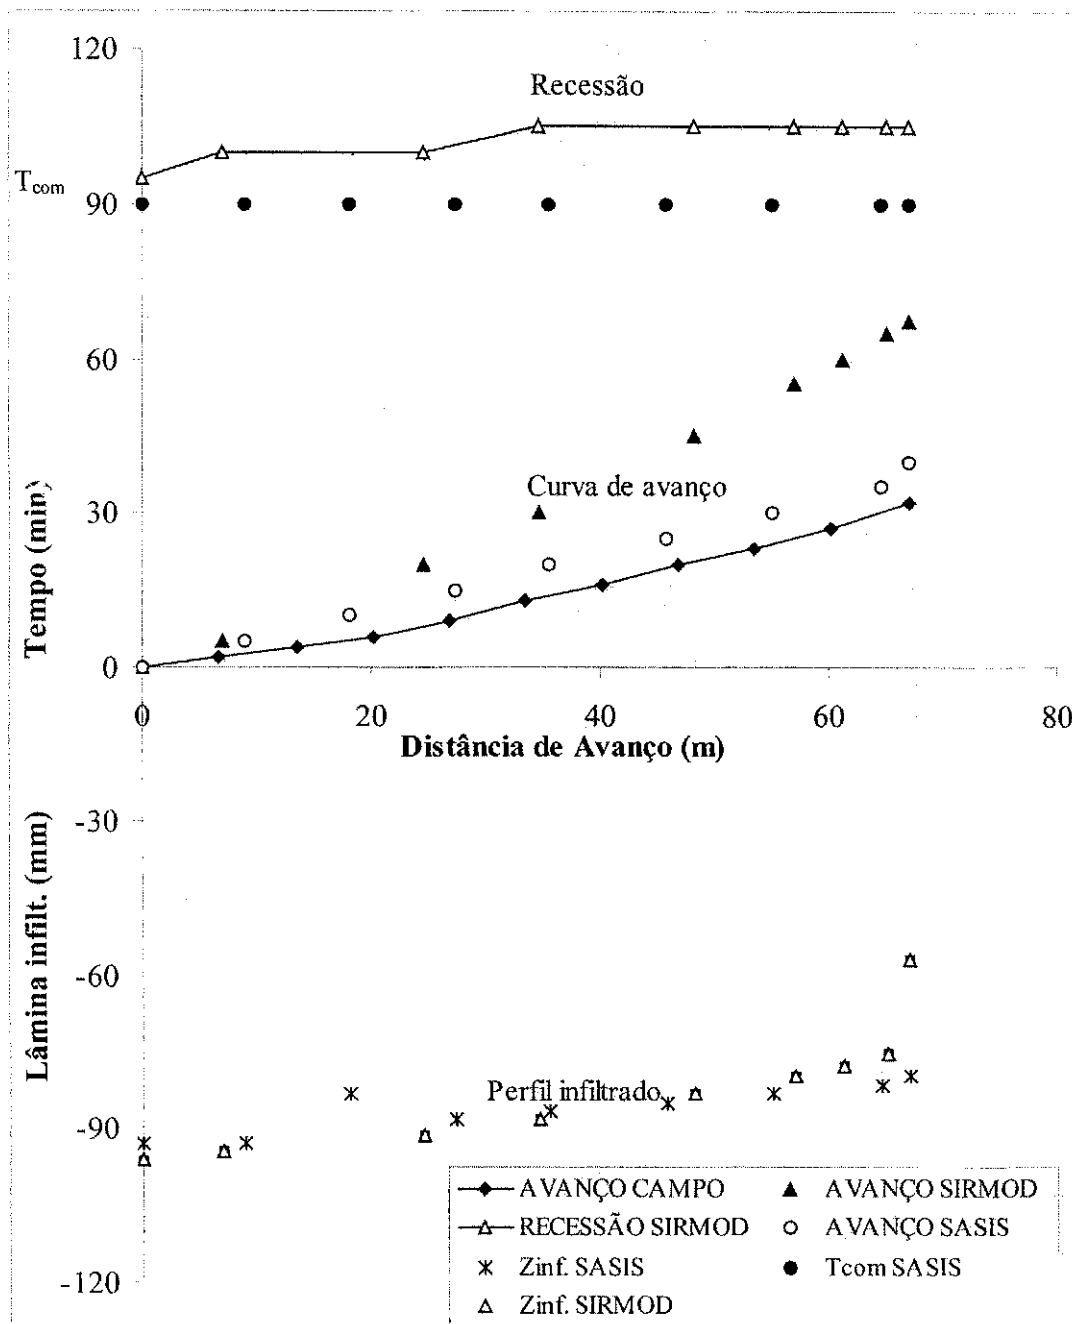 120
Recessão
T_com
90
60
Curva de avanço
30
Tempo (min)
0
0 20 40 60 80
Distância de Avanço (m)
-30
Lâmina infilt. (mm)
-60
Perfil infiltrado
-90
AVANÇO CAMPO
AVANÇO SIRMOD
RECESSÃO SIRMOD
AVANÇO SASIS
Zinf. SASIS
Tcom SASIS
Zinf. SIRMOD
-120